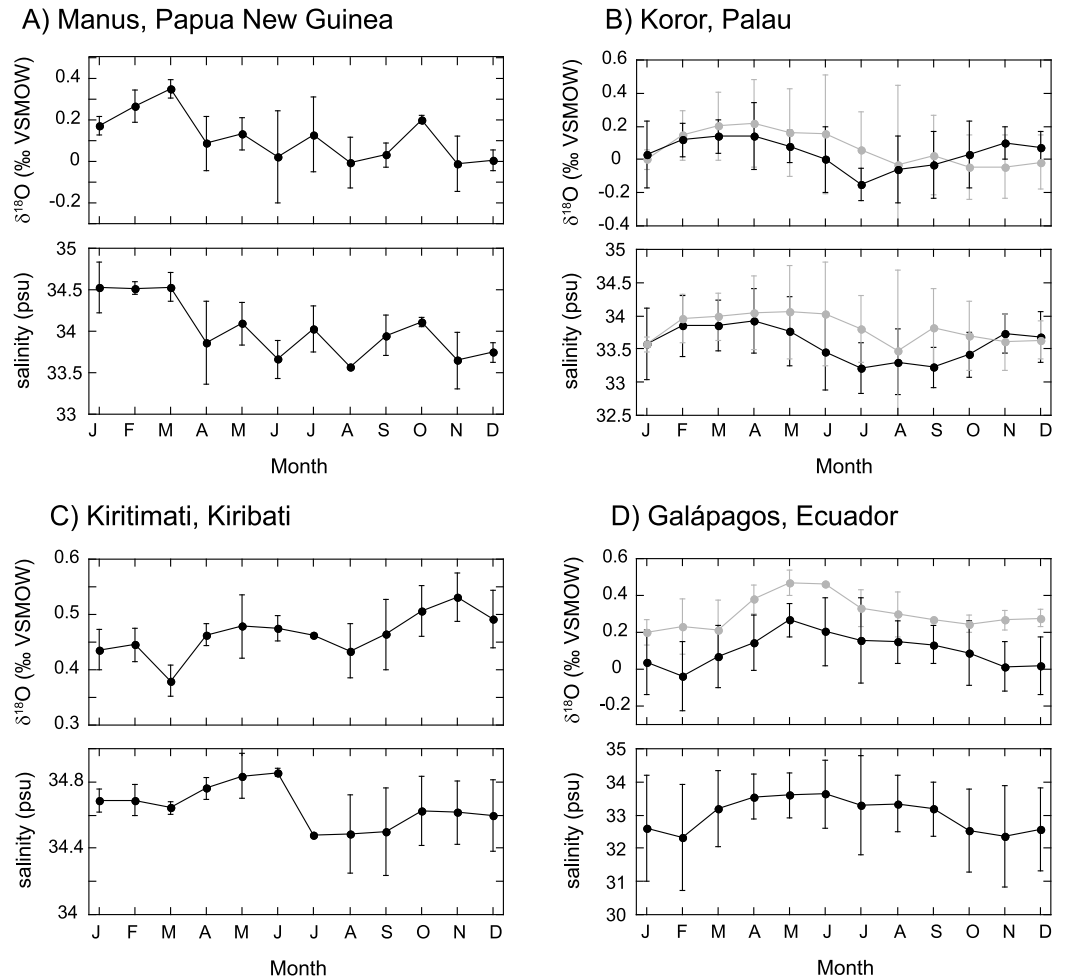 A) Manus, Papua New Guinea
δ¹⁸O (‰ VSMOW)
0.4
0.2
0
-0.2
salinity (psu)
35
34.5
34
33.5
33
J F M A M J J A S O N D
Month
B) Koror, Palau
δ¹⁸O (‰ VSMOW)
0.6
0.4
0.2
0
-0.2
-0.4
salinity (psu)
35
34.5
34
33.5
33
32.5
J F M A M J J A S O N D
Month
C) Kiritimati, Kiribati
δ¹⁸O (‰ VSMOW)
0.6
0.5
0.4
0.3
salinity (psu)
34.8
34.4
34
J F M A M J J A S O N D
Month
D) Galápagos, Ecuador
δ¹⁸O (‰ VSMOW)
0.6
0.4
0.2
0
-0.2
salinity (psu)
35
34
33
32
31
30
J F M A M J J A S O N D
Month